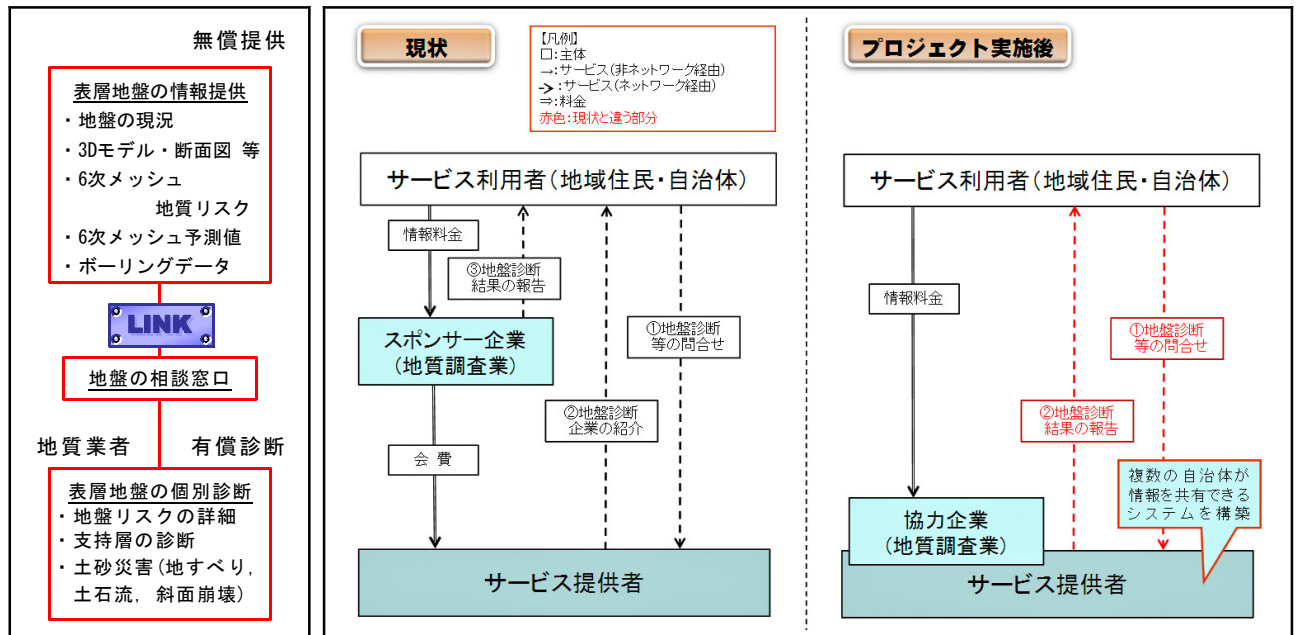 無償提供
表層地盤の情報提供
・地盤の現況
・3Dモデル・断面図 等
・6次メッシュ
地質リスク
・6次メッシュ予測値
・ボーリングデータ
LINK
地盤の相談窓口
地質業者 有償診断
表層地盤の個別診断
・地盤リスクの詳細
・支持層の診断
・土砂災害(地すべり,
土石流, 斜面崩壊)
現状
【凡例】
□:主体
→:サービス(非ネットワーク経由)
->:サービス(ネットワーク経由)
⇒:料金
赤色:現状と違う部分
サービス利用者(地域住民・自治体)
情報料金
③地盤診断
結果の報告
スポンサー企業
(地質調査業)
①地盤診断
等の問合せ
②地盤診断
企業の紹介
会 費
サービス提供者
プロジェクト実施後
サービス利用者(地域住民・自治体)
情報料金
①地盤診断
等の問合せ
②地盤診断
結果の報告
複数の自治体が
情報を共有できる
システムを構築
協力企業
(地質調査業)
サービス提供者